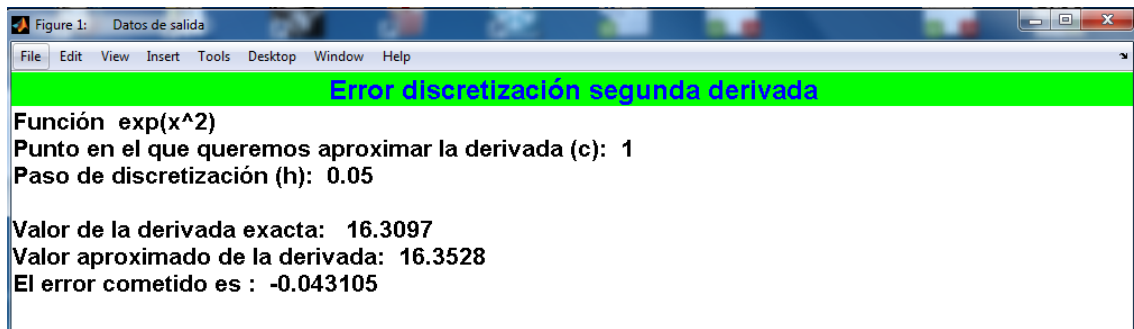 Figure 1: Datos de salida
File Edit View Insert Tools Desktop Window Help
Error discretización segunda derivada
Función exp(x^2)
Punto en el que queremos aproximar la derivada (c): 1
Paso de discretización (h): 0.05
Valor de la derivada exacta: 16.3097
Valor aproximado de la derivada: 16.3528
El error cometido es : -0.043105